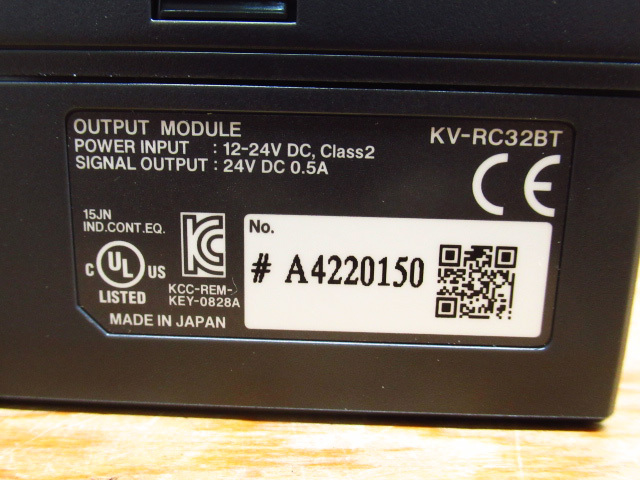 OUTPUT MODULE
KV-RC32BT
POWER INPUT : 12-24V DC, Class2
SIGNAL OUTPUT : 24V DC 0.5A
CE
15JN
IND.CONT.EQ.
C UL US
LISTED
KC
KCC-REM-
KEY-0828A
MADE IN JAPAN
No.
# A4220150